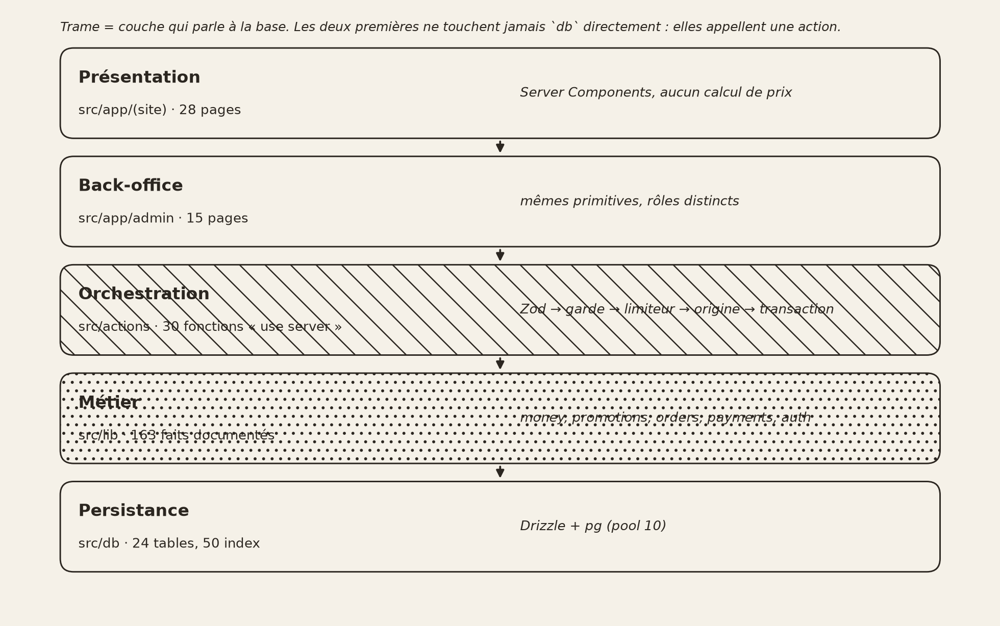 Trame = couche qui parle à la base. Les deux premières ne touchent jamais `db` directement : elles appellent une action.
Présentation
Server Components, aucun calcul de prix
src/app/(site) · 28 pages
Back-office
mêmes primitives, rôles distincts
src/app/admin · 15 pages
Orchestration
Zod → garde → limiteur → origine → transaction
src/actions · 30 fonctions « use server »
Métier
money, promotions, orders, payments, auth
src/lib · 163 faits documentés
Persistance
Drizzle + pg (pool 10)
src/db · 24 tables, 50 index